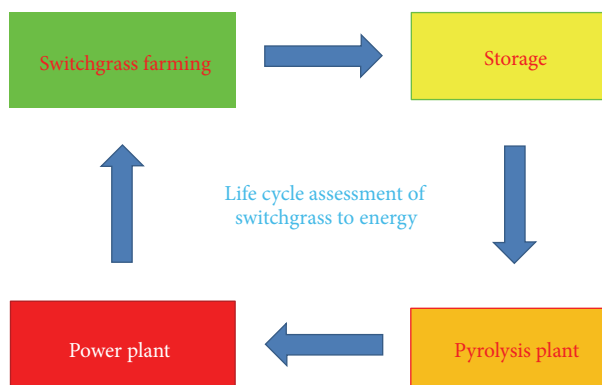 Switchgrass farming
Storage
Life cycle assessment of
switchgrass to energy
Power plant
Pyrolysis plant